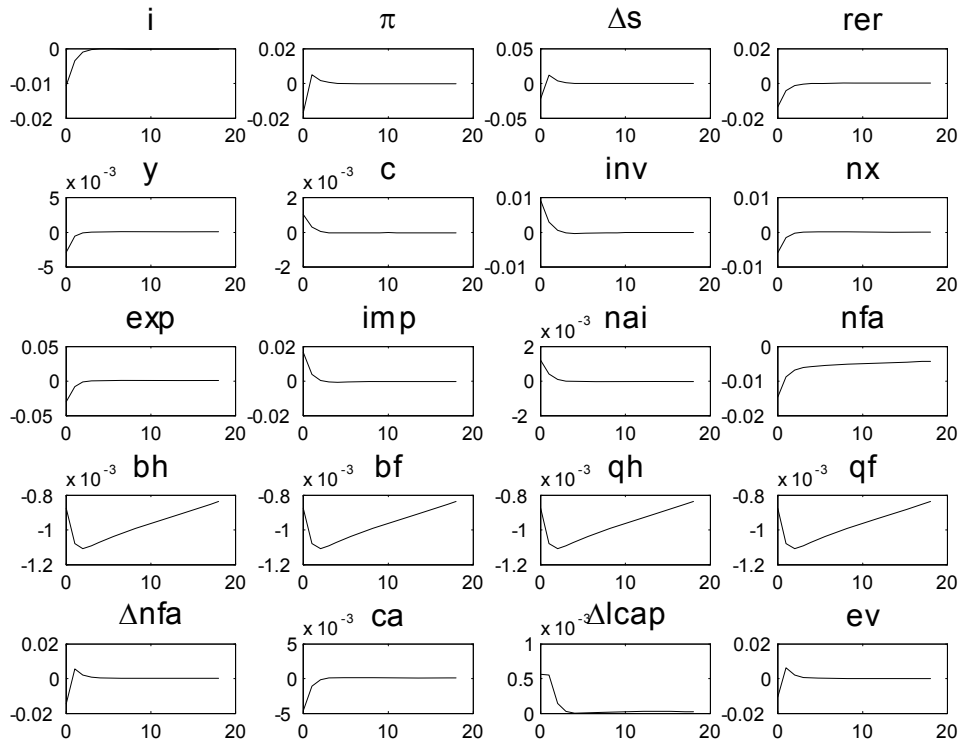 i π Δs rer
0 0.02 0.05 0.02
-0.01 0 0 0
-0.02 -0.02 -0.05 -0.02
0 10 20 0 10 20 0 10 20 0 10 20
y c inv nx
x 10⁻³ x 10⁻³
5 2 0.01 0.01
0 0 0 0
-5 -2 -0.01 -0.01
0 10 20 0 10 20 0 10 20 0 10 20
exp imp nai nfa
x 10⁻³
0.05 0.02 2 0
0 0 0 -0.01
-0.05 -0.02 -2 -0.02
0 10 20 0 10 20 0 10 20 0 10 20
bh bf qh qf
x 10⁻³ x 10⁻³ x 10⁻³ x 10⁻³
-0.8 -0.8 -0.8 -0.8
-1 -1 -1 -1
-1.2 -1.2 -1.2 -1.2
0 10 20 0 10 20 0 10 20 0 10 20
Δnfa ca Δlcap ev
x 10⁻³ x 10⁻³
0.02 5 1 0.02
0 0 0.5 0
-0.02 -5 0 -0.02
0 10 20 0 10 20 0 10 20 0 10 20